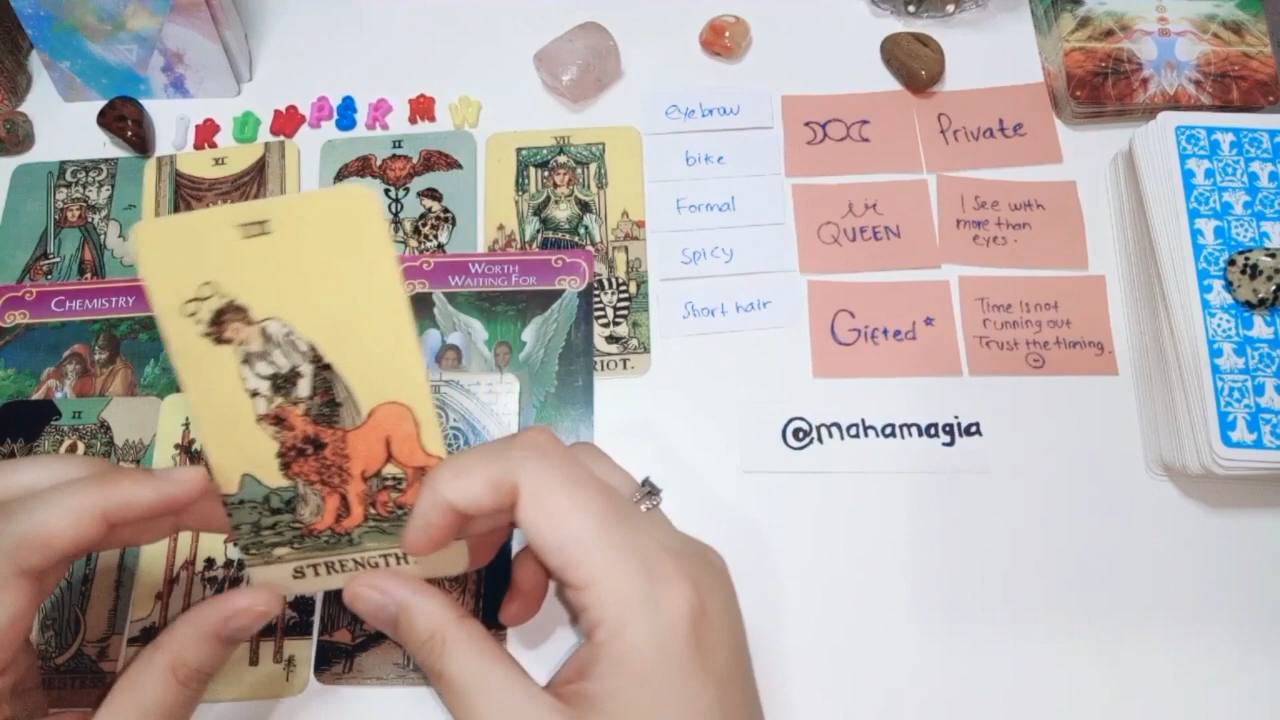 J K U W P S K M W
XI
II
VII
eyebrow
bike
Formal
Spicy
Short hair
Private
QUEEN
I see with
more than
eyes.
Gifted*
Time is not
running out
Trust the timing.
@mahamagia
CHEMISTRY
WORTH
WAITING FOR
RIOT.
II
STRENGTH.